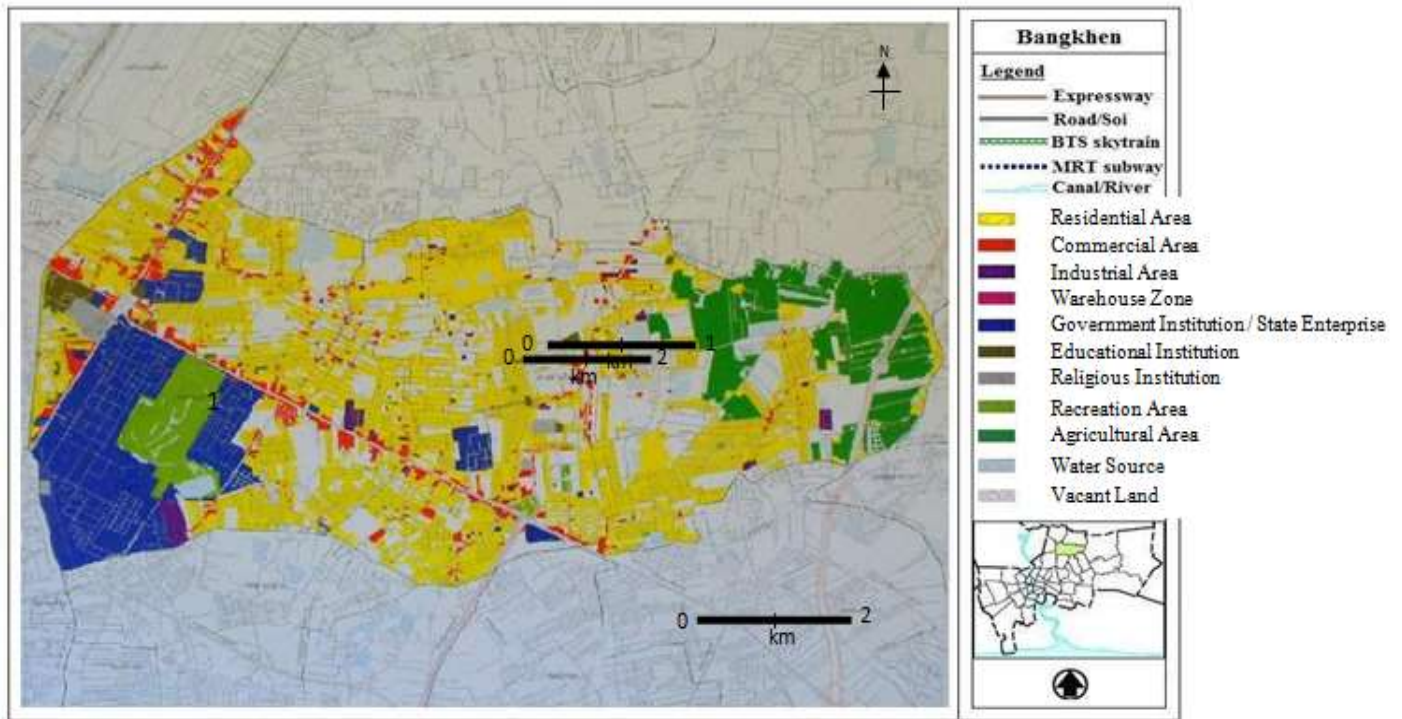 N
1
0 1
0 2
km
km
0 2
km
Bangkhen
Legend
Expressway
Road/Soi
BTS skytrain
MRT subway
Canal/River
Residential Area
Commercial Area
Industrial Area
Warehouse Zone
Government Institution / State Enterprise
Educational Institution
Religious Institution
Recreation Area
Agricultural Area
Water Source
Vacant Land